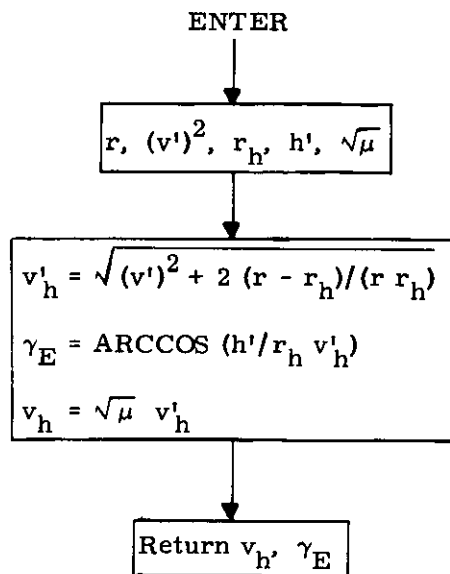 ENTER
r, (v')², r_h, h', √μ
v'_h = √((v')² + 2 (r - r_h)/(r r_h))
γ_E = ARCCOS (h'/r_h v'_h)
v_h = √μ v'_h
Return v_h, γ_E